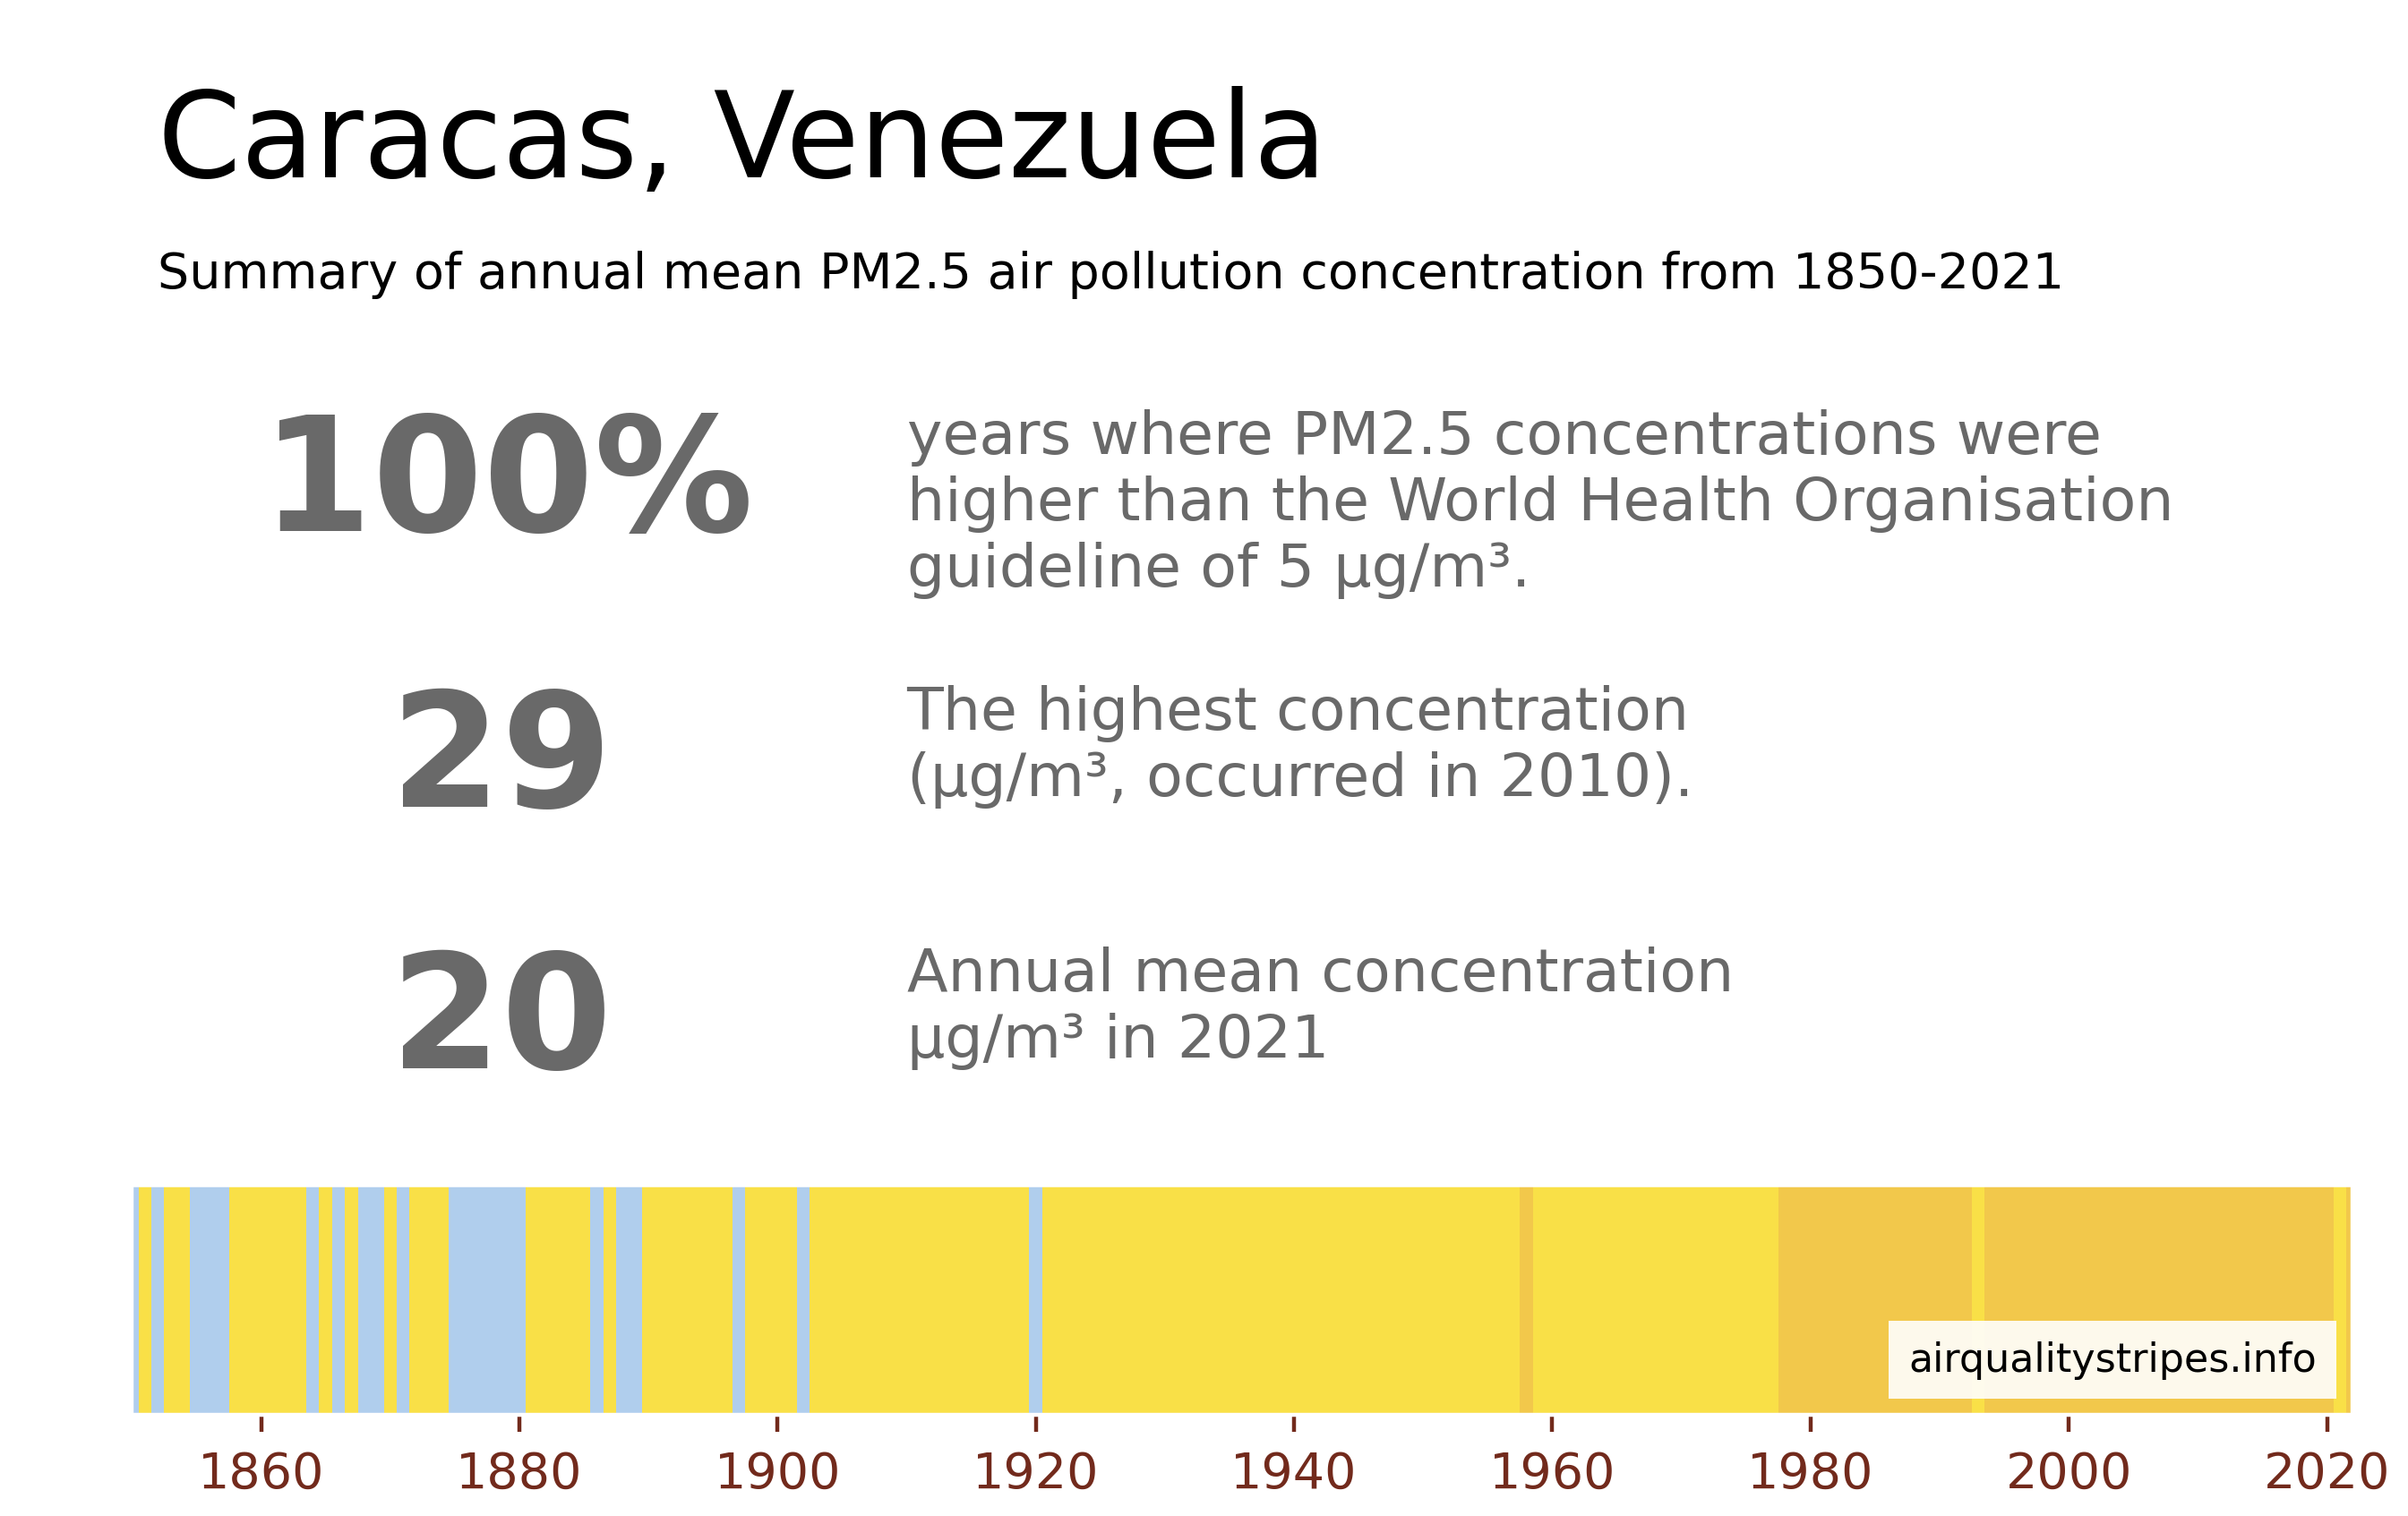 Caracas, Venezuela
Summary of annual mean PM2.5 air pollution concentration from 1850-2021
100%
years where PM2.5 concentrations were
higher than the World Health Organisation
guideline of 5 µg/m³.
29
The highest concentration
(µg/m³, occurred in 2010).
20
Annual mean concentration
µg/m³ in 2021
airqualitystripes.info
1860 1880 1900 1920 1940 1960 1980 2000 2020